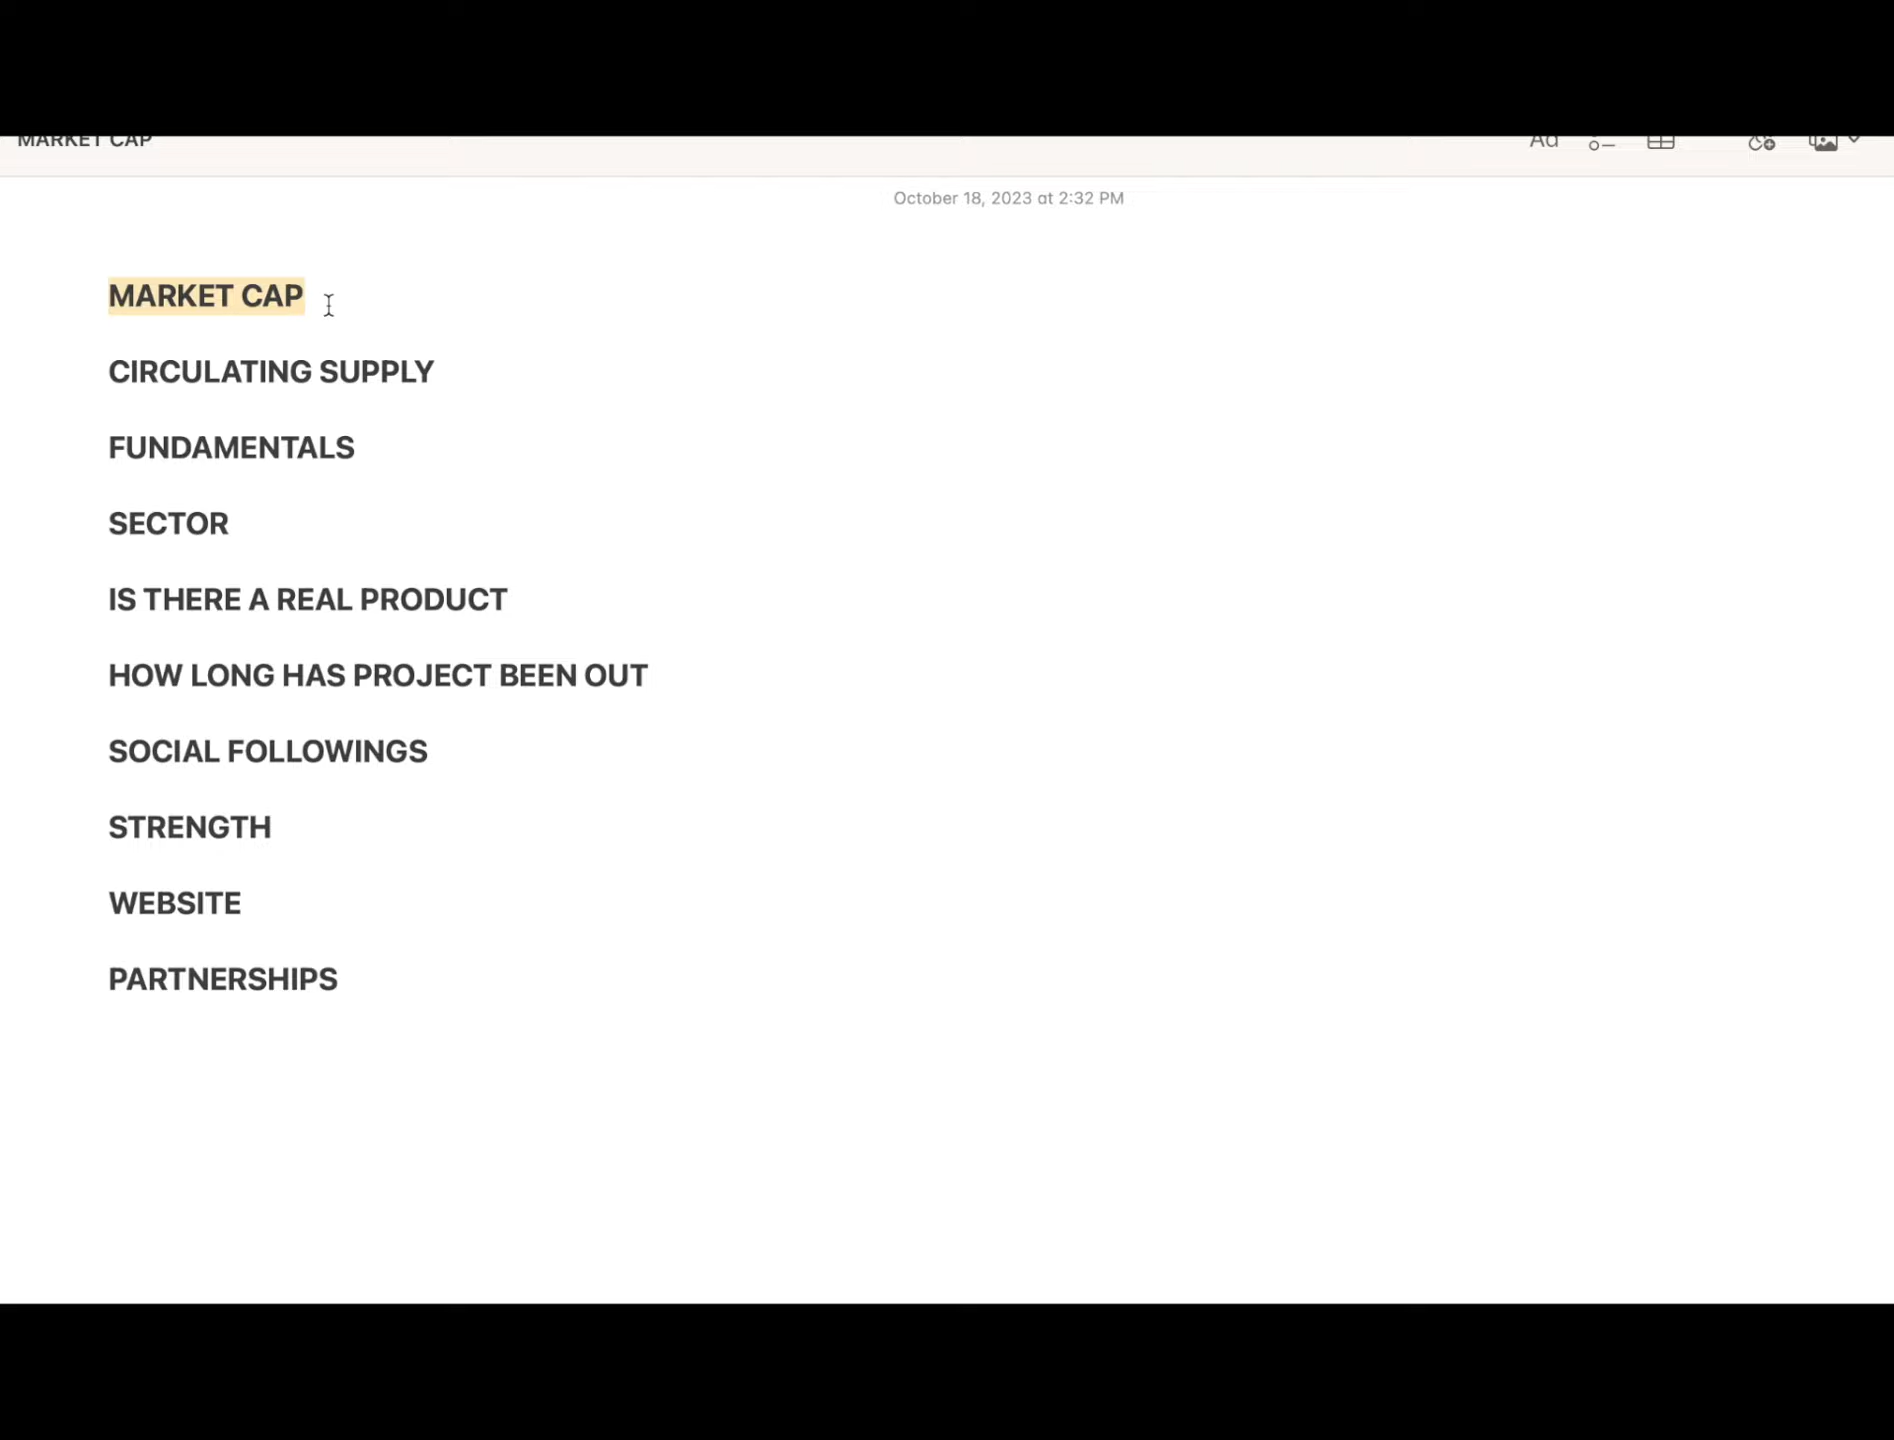 MARKET CAP
Aa
October 18, 2023 at 2:32 PM
MARKET CAP
CIRCULATING SUPPLY
FUNDAMENTALS
SECTOR
IS THERE A REAL PRODUCT
HOW LONG HAS PROJECT BEEN OUT
SOCIAL FOLLOWINGS
STRENGTH
WEBSITE
PARTNERSHIPS